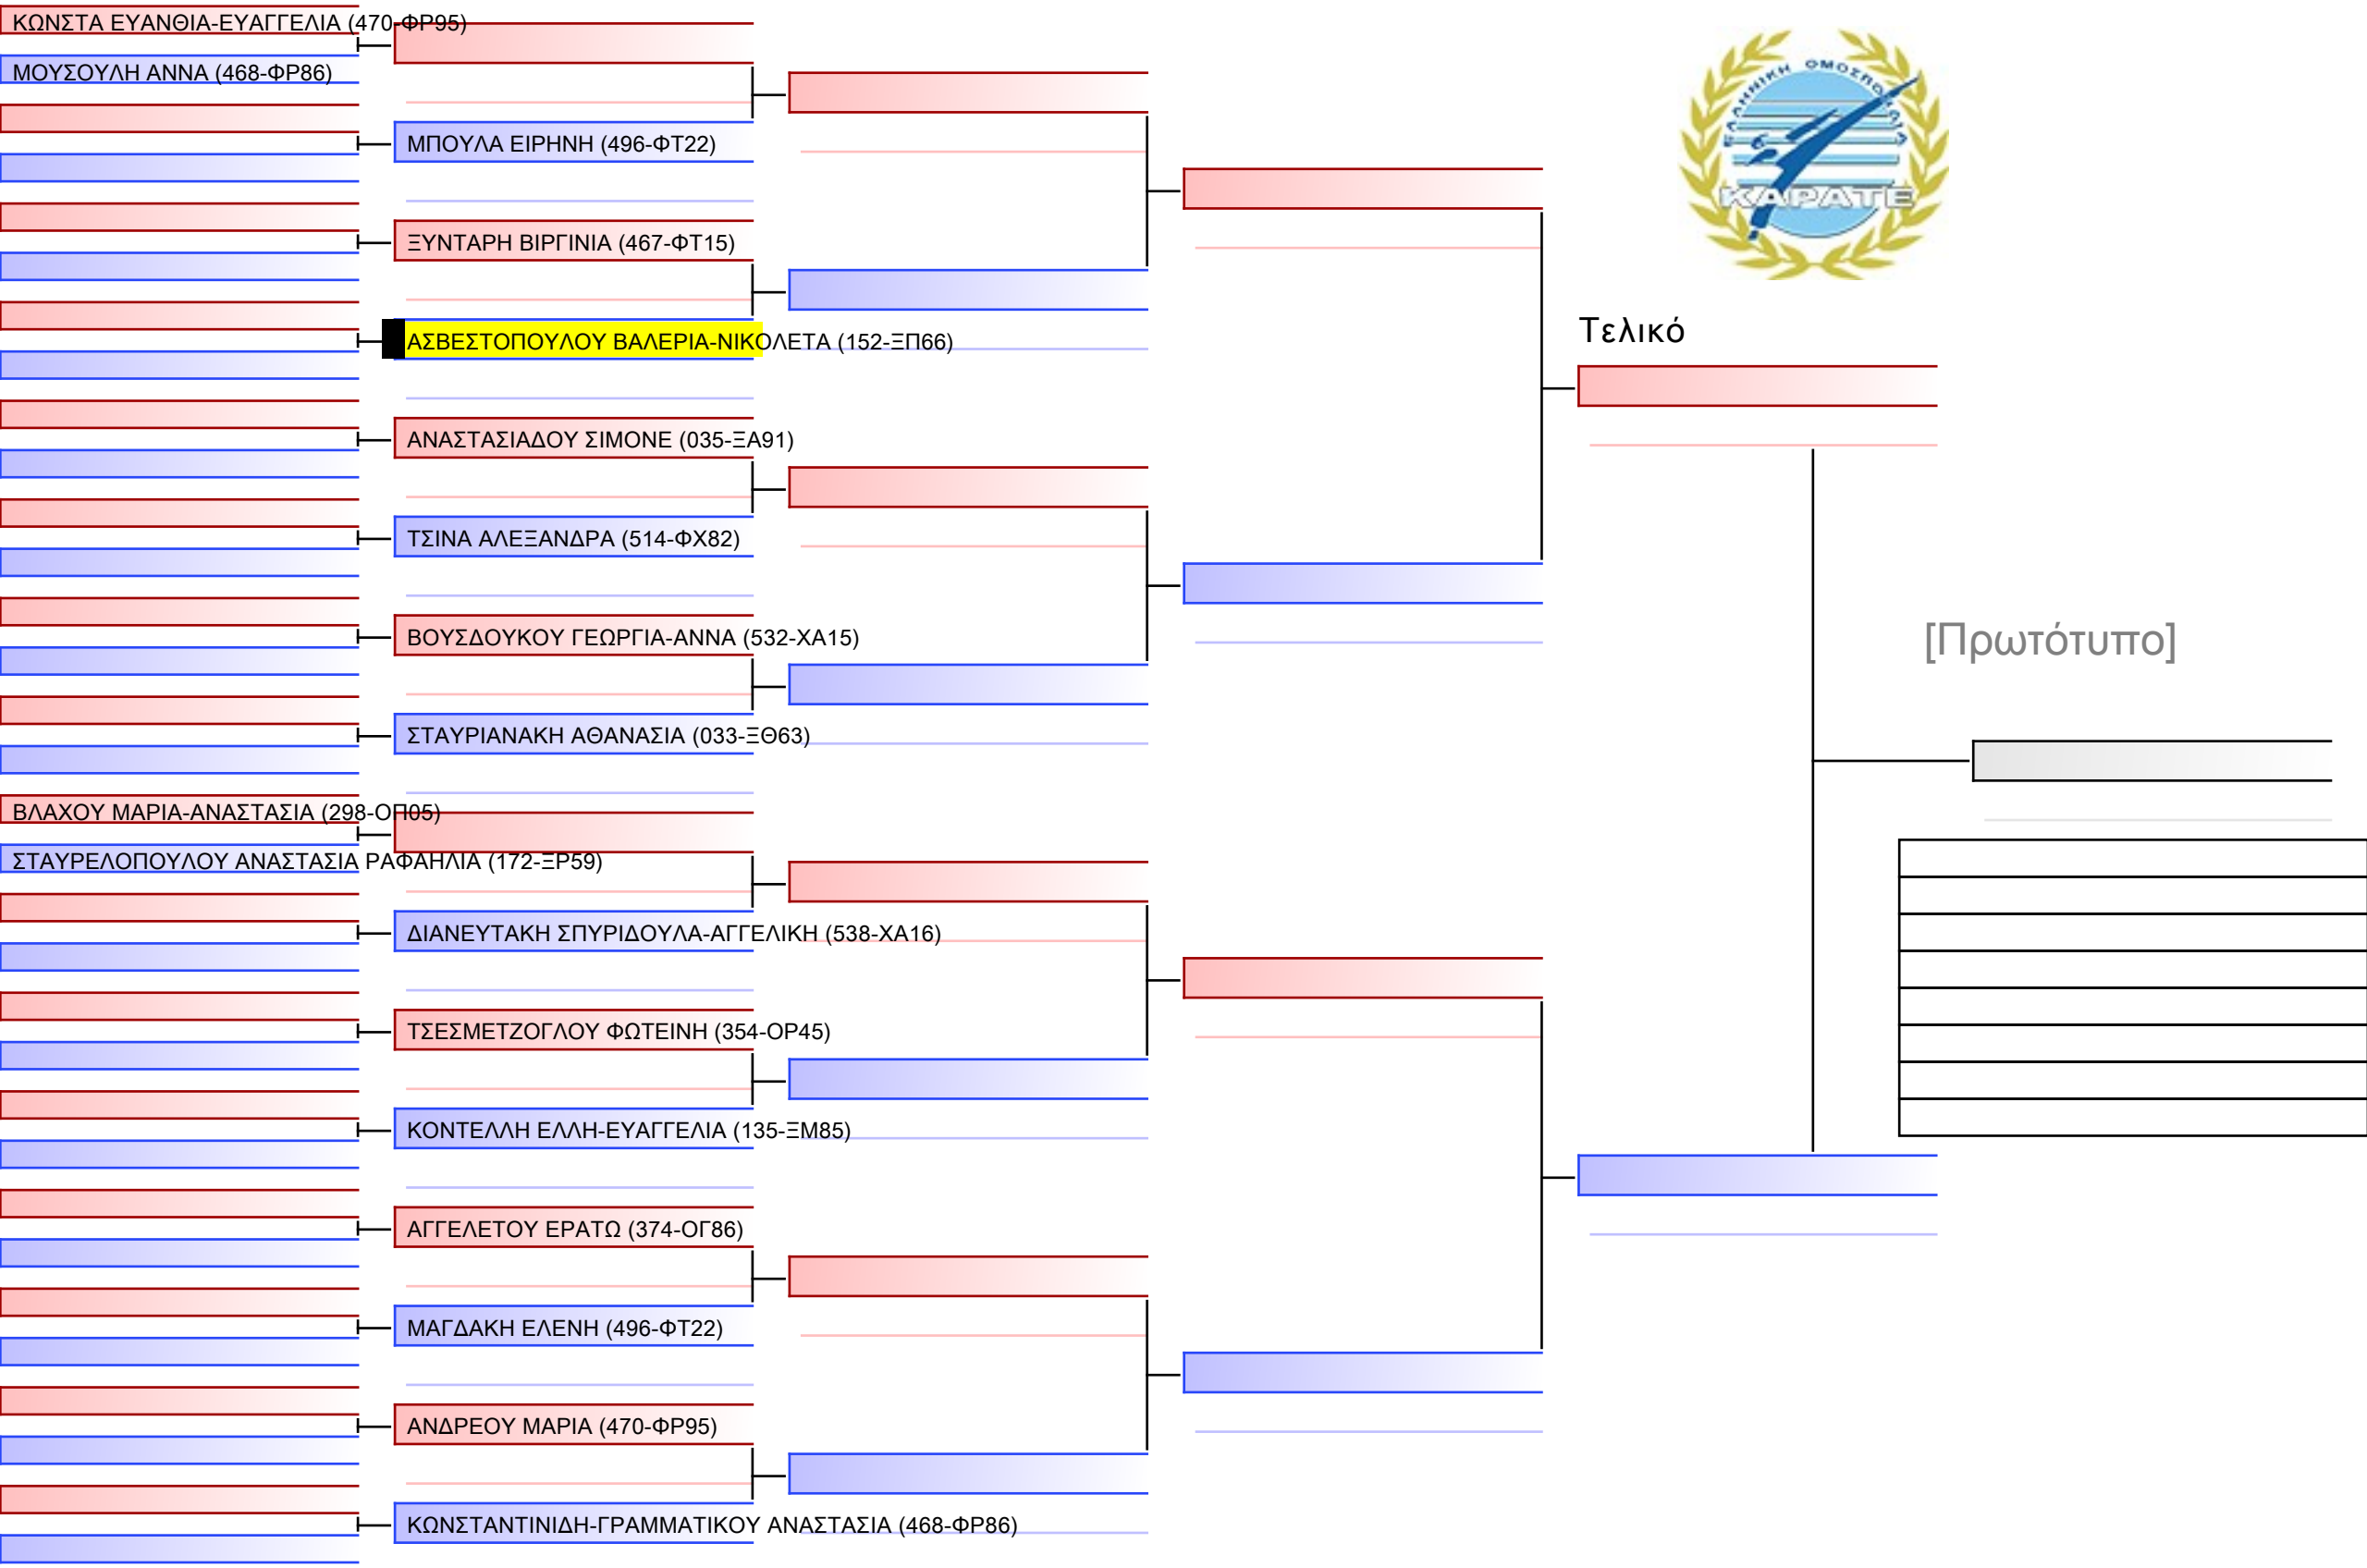 ΚΩΝΣΤΑ ΕΥΑΝΘΙΑ-ΕΥΑΓΓΕΛΙΑ (470-ΦΡ95)
ΜΟΥΣΟΥΛΗ ΑΝΝΑ (468-ΦΡ86)
ΜΠΟΥΛΑ ΕΙΡΗΝΗ (496-ΦΤ22)
ΞΥΝΤΑΡΗ ΒΙΡΓΙΝΙΑ (467-ΦΤ15)
ΑΣΒΕΣΤΟΠΟΥΛΟΥ ΒΑΛΕΡΙΑ-ΝΙΚΟΛΕΤΑ (152-ΞΠ66)
ΑΝΑΣΤΑΣΙΑΔΟΥ ΣΙΜΟΝΕ (035-ΞΑ91)
ΤΣΙΝΑ ΑΛΕΞΑΝΔΡΑ (514-ΦΧ82)
ΒΟΥΣΔΟΥΚΟΥ ΓΕΩΡΓΙΑ-ΑΝΝΑ (532-ΧΑ15)
ΣΤΑΥΡΙΑΝΑΚΗ ΑΘΑΝΑΣΙΑ (033-ΞΘ63)
ΒΛΑΧΟΥ ΜΑΡΙΑ-ΑΝΑΣΤΑΣΙΑ (298-ΟΠ05)
ΣΤΑΥΡΕΛΟΠΟΥΛΟΥ ΑΝΑΣΤΑΣΙΑ ΡΑΦΑΗΛΙΑ (172-ΞΡ59)
ΔΙΑΝΕΥΤΑΚΗ ΣΠΥΡΙΔΟΥΛΑ-ΑΓΓΕΛΙΚΗ (538-ΧΑ16)
ΤΣΕΣΜΕΤΖΟΓΛΟΥ ΦΩΤΕΙΝΗ (354-ΟΡ45)
ΚΟΝΤΕΛΛΗ ΕΛΛΗ-ΕΥΑΓΓΕΛΙΑ (135-ΞΜ85)
ΑΓΓΕΛΕΤΟΥ ΕΡΑΤΩ (374-ΟΓ86)
ΜΑΓΔΑΚΗ ΕΛΕΝΗ (496-ΦΤ22)
ΑΝΔΡΕΟΥ ΜΑΡΙΑ (470-ΦΡ95)
ΚΩΝΣΤΑΝΤΙΝΙΔΗ-ΓΡΑΜΜΑΤΙΚΟΥ ΑΝΑΣΤΑΣΙΑ (468-ΦΡ86)
ΕΛΛΗΝΙΚΗ ΟΜΟΣΠΟΝΔΙΑ
ΚΑΡΑΤΕ
Τελικό
[Πρωτότυπο]